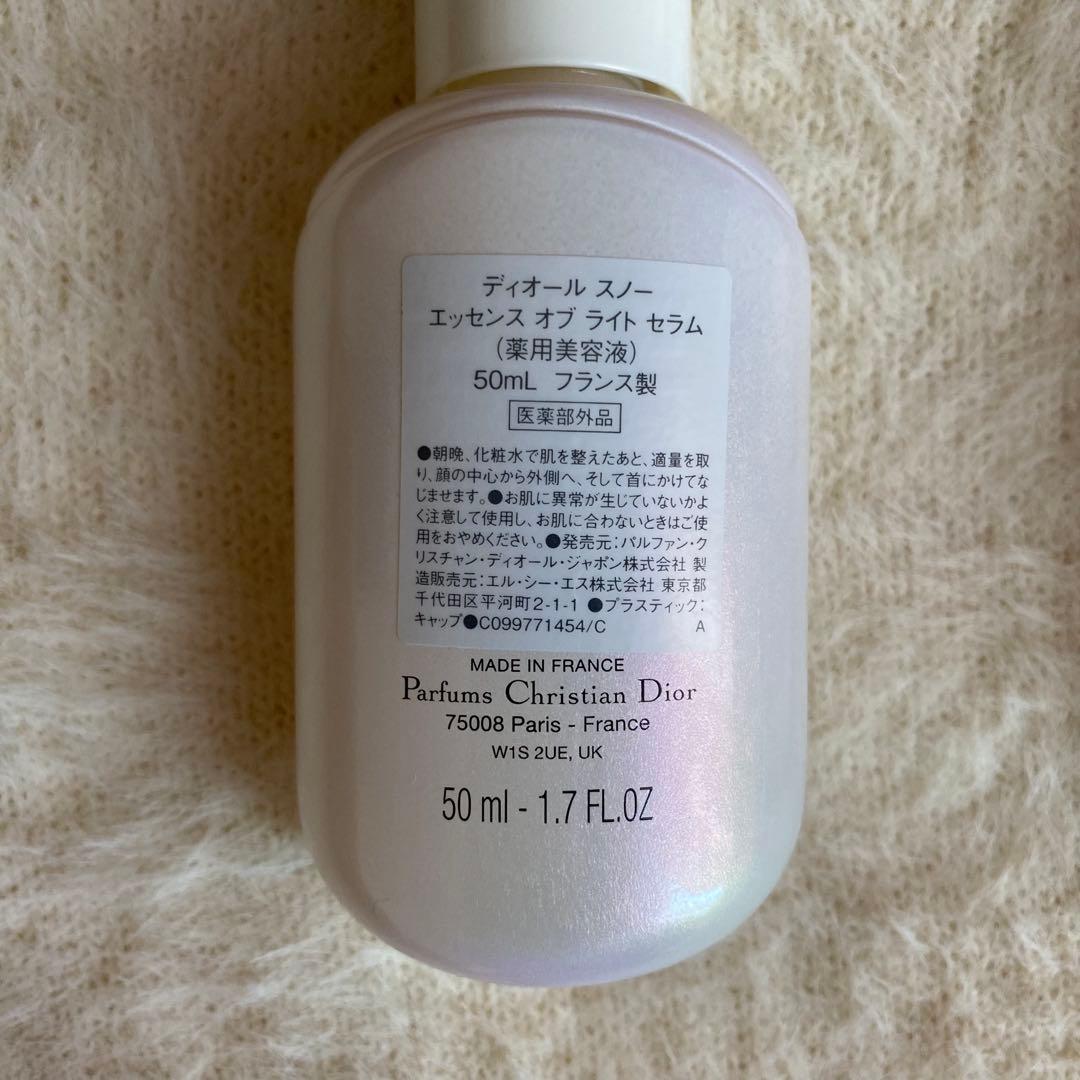 ディオール スノー
エッセンス オブ ライト セラム
(薬用美容液)
50mL フランス製
医薬部外品
●朝晩、化粧水で肌を整えたあと、適量を取
り、顔の中心から外側へ、そして首にかけてな
じませます。●お肌に異常が生じていないかよ
く注意して使用し、お肌に合わないときはご使
用をおやめください。●発売元:パルファン・ク
リスチャン・ディオール・ジャポン株式会社 製
造販売元:エル・シー・エス株式会社 東京都
千代田区平河町2-1-1 ●プラスティック:
キャップ●C099771454/C A
MADE IN FRANCE
Parfums Christian Dior
75008 Paris - France
W1S 2UE, UK
50 ml - 1.7 FL.OZ